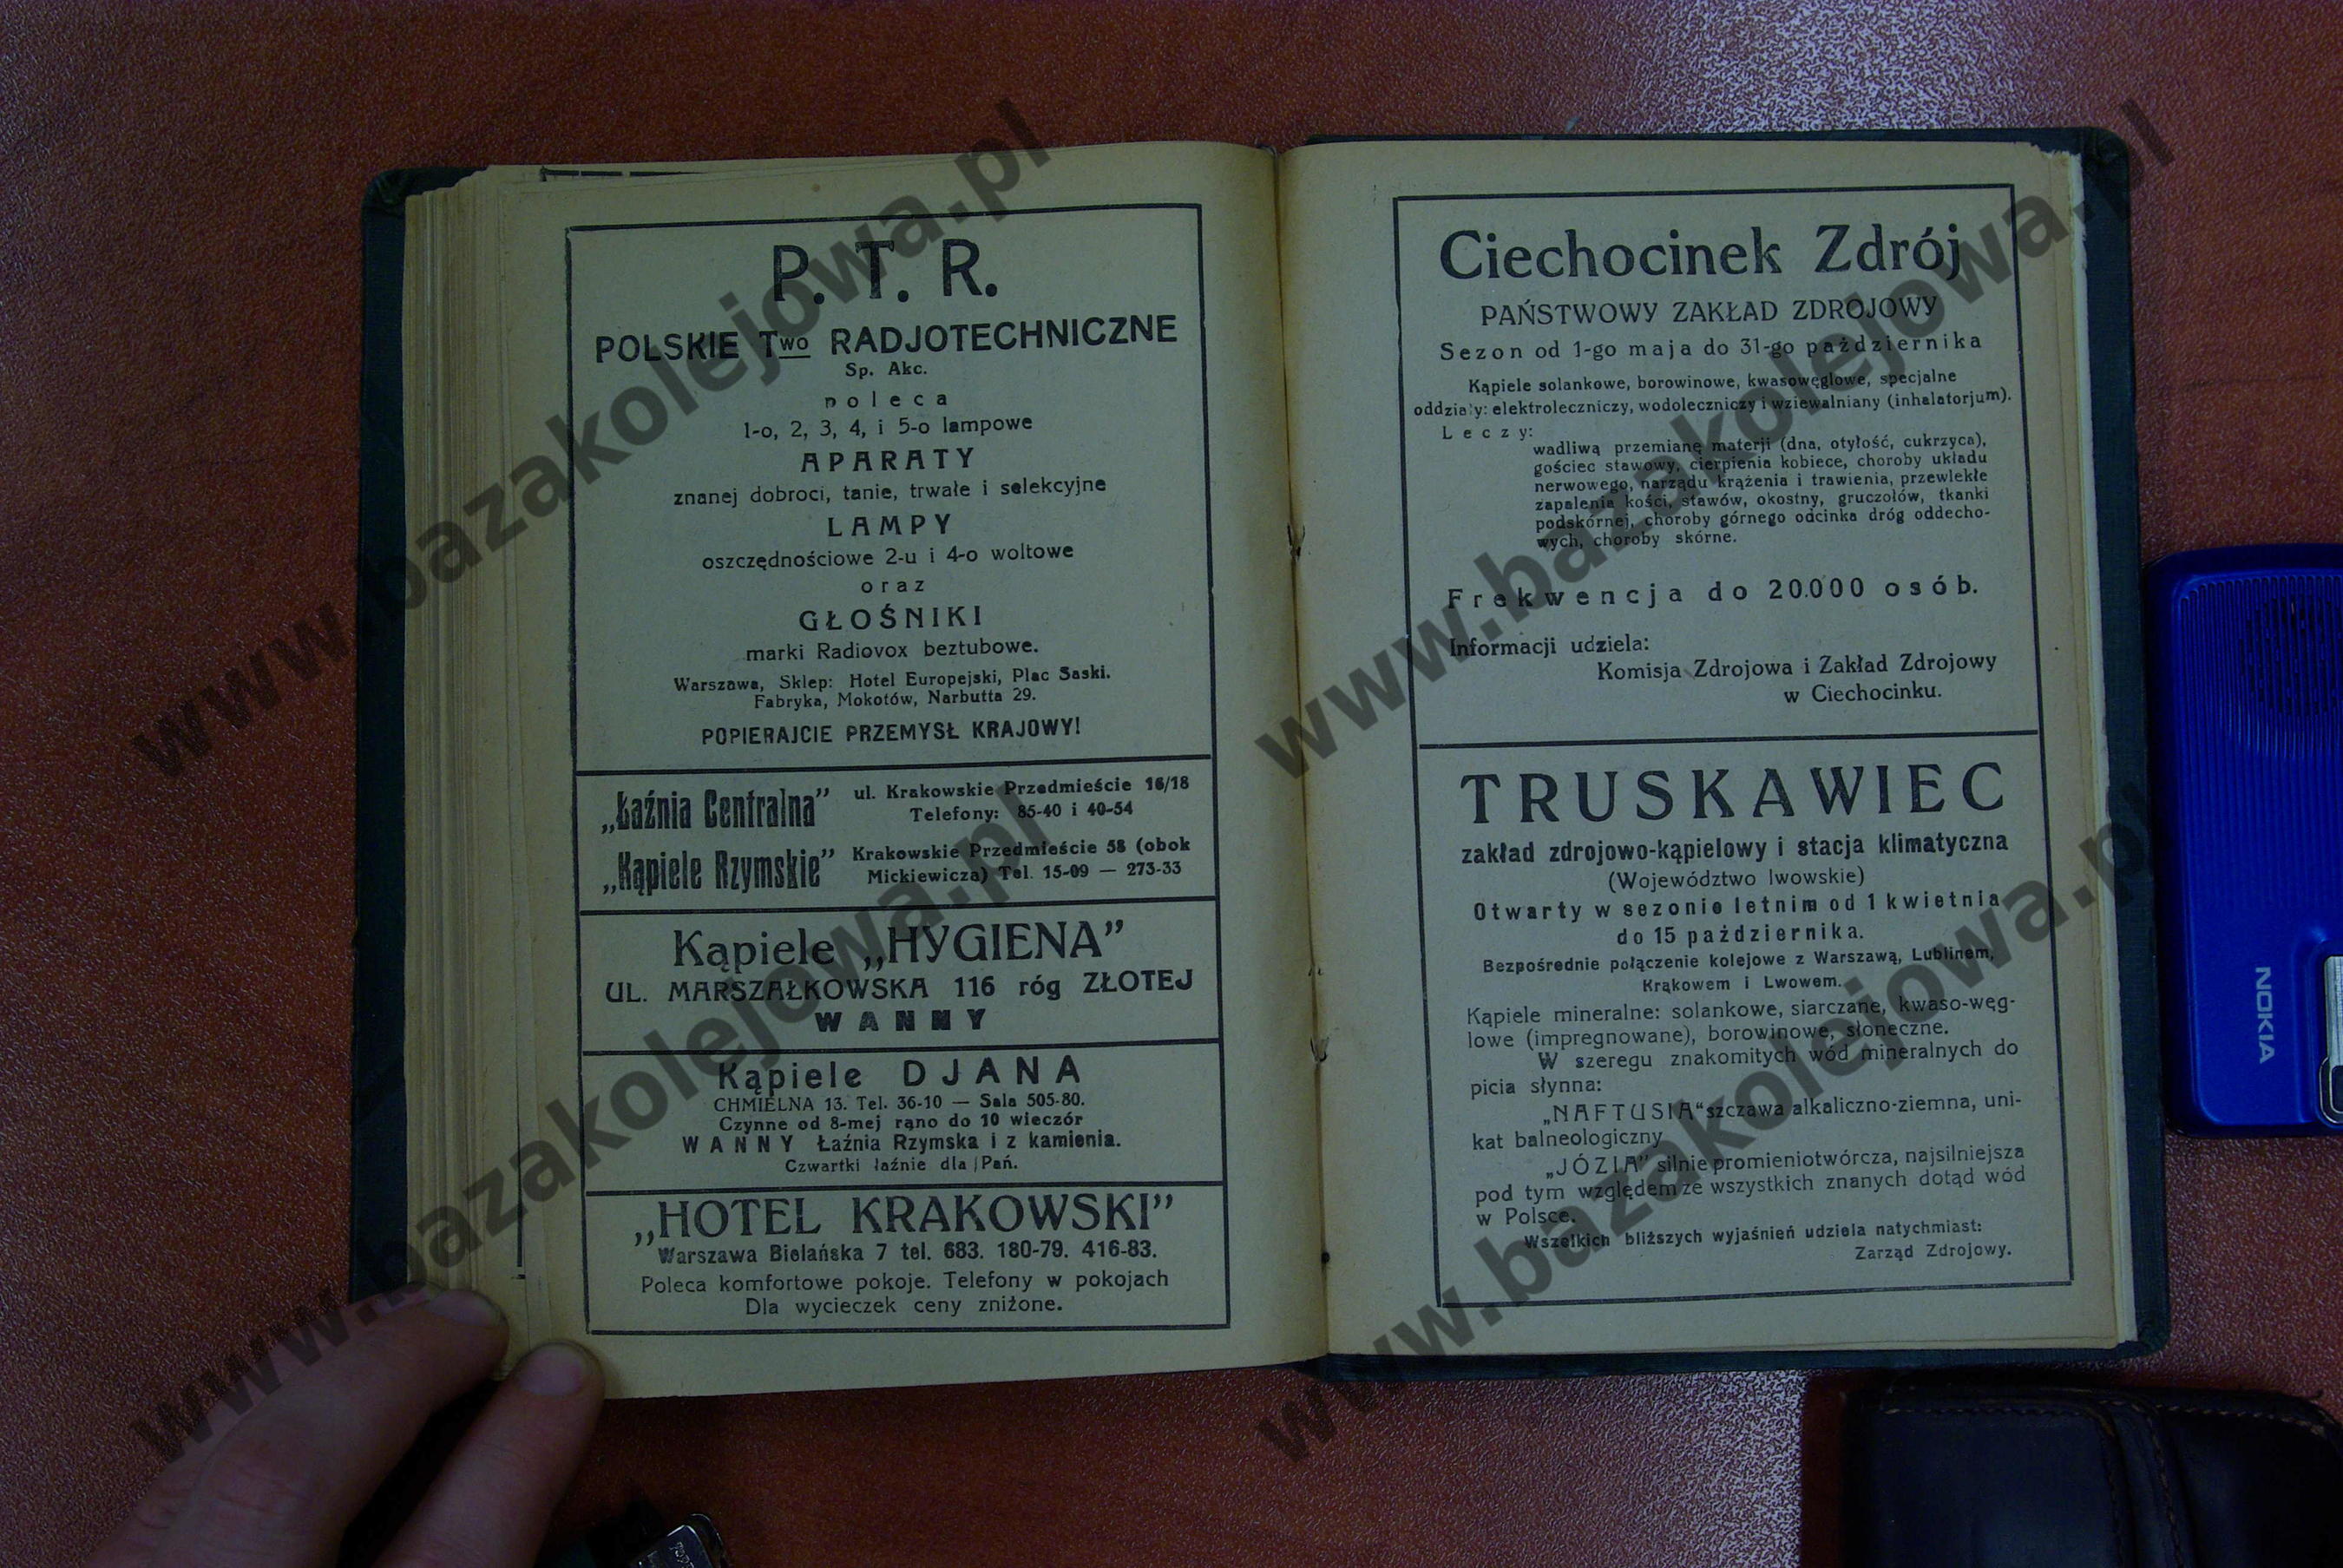 P. T. R.
POLSKIE Two RADJOTECHNICZNE
Sp. Akc.
poleca
1-o, 2, 3, 4, i 5-o lampowe
APARATY
znanej dobroci, tanie, trwałe i selekcyjne
LAMPY
oszczędnościowe 2-u i 4-o woltowe
oraz
GŁOŚNIKI
marki Radiovox beztubowe.
Warszawa, Sklep: Hotel Europejski, Plac Saski.
Fabryka, Mokotów, Narbutta 29.
POPIERAJCIE PRZEMYSŁ KRAJOWY!
„Łaźnia Centralna” ul. Krakowskie Przedmieście 16/18
Telefony: 85-40 i 40-54
„Kąpiele Rzymskie” Krakowskie Przedmieście 58 (obok
Mickiewicza) Tel. 15-09 — 273-33
Kąpiele „HYGIENA”
UL. MARSZAŁKOWSKA 116 róg ZŁOTEJ
WANNY
Kąpiele DJANA
CHMIELNA 13. Tel. 36-10 — Sala 505-80.
Czynne od 8-mej rano do 10 wieczór
WANNY Łaźnia Rzymska i z kamienia.
Czwartki łaźnie dla Pań.
„HOTEL KRAKOWSKI”
Warszawa Bielańska 7 tel. 683. 180-79. 416-83.
Poleca komfortowe pokoje. Telefony w pokojach
Dla wycieczek ceny zniżone.
Ciechocinek Zdrój
PAŃSTWOWY ZAKŁAD ZDROJOWY
Sezon od 1-go maja do 31-go października
Kąpiele solankowe, borowinowe, kwasowęglowe, specjalne
oddziały: elektroleczniczy, wodoleczniczy i wziewalniany (inhalatorjum).
Leczy:
wadliwą przemianę materji (dna, otyłość, cukrzyca),
gościec stawowy, cierpienia kobiece, choroby układu
nerwowego, narządu krążenia i trawienia, przewlekłe
zapalenia kości, stawów, okostny, gruczołów, tkanki
podskórnej, choroby górnego odcinka dróg oddecho-
wych, choroby skórne.
Frekwencja do 20.000 osób.
Informacji udziela:
Komisja Zdrojowa i Zakład Zdrojowy
w Ciechocinku.
TRUSKAWIEC
zakład zdrojowo-kąpielowy i stacja klimatyczna
(Województwo lwowskie)
Otwarty w sezonie letnim od 1 kwietnia
do 15 października.
Bezpośrednie połączenie kolejowe z Warszawą, Lublinem,
Krakowem i Lwowem.
Kąpiele mineralne: solankowe, siarczane, kwaso-węg-
lowe (impregnowane), borowinowe, słoneczne.
W szeregu znakomitych wód mineralnych do
picia słynna:
„NAFTUSIA“ szczawa alkaliczno-ziemna, uni-
kat balneologiczny
„JÓZIA” silnie promieniotwórcza, najsilniejsza
pod tym względem ze wszystkich znanych dotąd wód
w Polsce.
Wszelkich bliższych wyjaśnień udziela natychmiast:
Zarząd Zdrojowy.
NOKIA
www.bazakolejowa.pl
www.bazakolejowa.pl
www.bazakolejowa.pl
www.bazakolejowa.pl